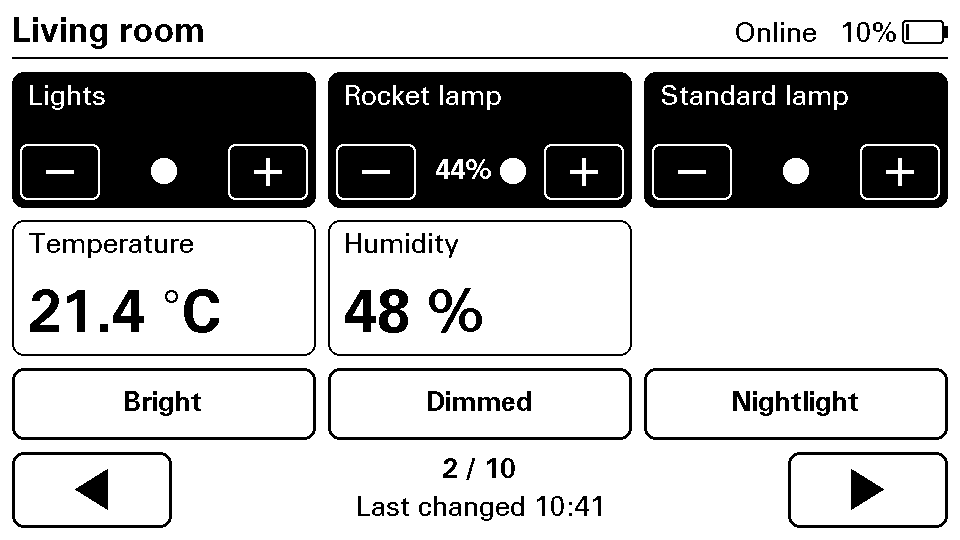 Living room
Online 10%
Lights
Rocket lamp
Standard lamp
− +
− 44% +
− +
Temperature
21.4 °C
Humidity
48 %
Bright
Dimmed
Nightlight
2 / 10
Last changed 10:41